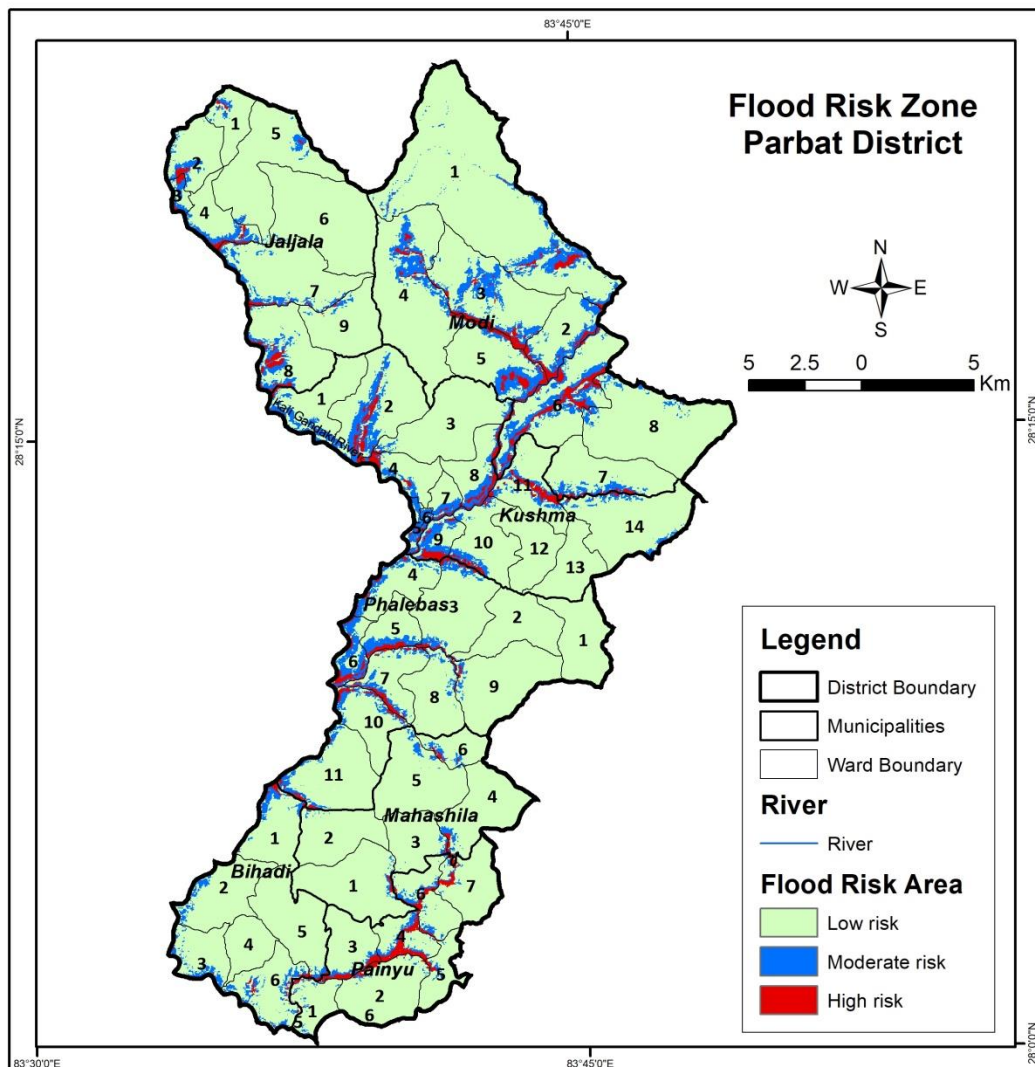 83°45'0"E
Flood Risk Zone
Parbat District
N
W E
S
5 2.5 0 5
Km
28°15'0"N
28°15'0"N
1
5
2
3
4
6
Jaljala
7
9
8
1
4
3
Modi
2
5
6
8
7
Kali Gandaki River
1
2
3
4
8
7
6
5
9
11
Kushma
10
12
13
14
4
Phalebas
3
2
1
5
6
7
8
9
10
11
6
5
4
Mahashila
3
2
1
1
Bihadi
2
5
4
3
6
7
6
4
3
Painyu
5
2
1
6
5
Legend
District Boundary
Municipalities
Ward Boundary
River
River
Flood Risk Area
Low risk
Moderate risk
High risk
83°30'0"E
83°45'0"E
28°0'0"N